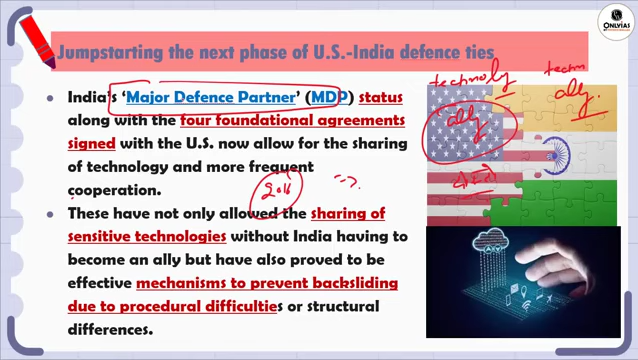 ONLYIAS
Jumpstarting the next phase of U.S.-India defence ties
India's 'Major Defence Partner' (MDP) status
along with the four foundational agreements
signed with the U.S. now allow for the sharing
of technology and more frequent
cooperation.
These have not only allowed the sharing of
sensitive technologies without India having to
become an ally but have also proved to be
effective mechanisms to prevent backsliding
due to procedural difficulties or structural
differences.
2016
ally
ally.